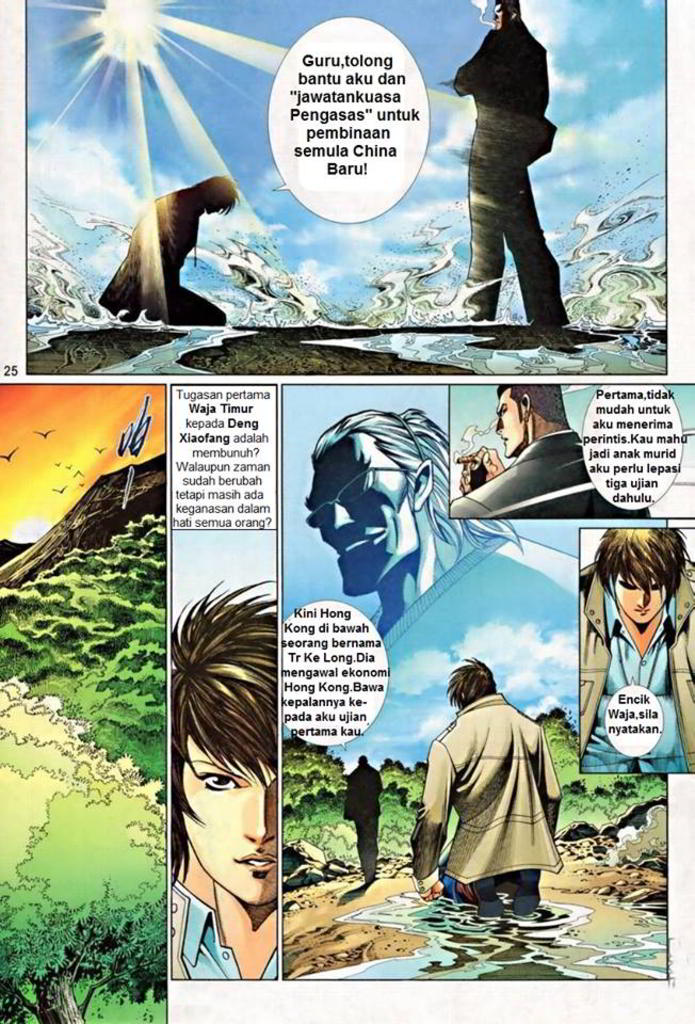 Guru,tolong
bantu aku dan
"jawatankuasa
Pengasas" untuk
pembinaan
semula China
Baru!
25
Pertama,tidak
mudah untuk
aku menerima
perintis.Kau mahu
jadi anak murid
aku perlu lepasi
tiga ujian
dahulu.
Encik
Waja,sila
nyatakan.
Kini Hong
Kong di bawah
seorang bernama
Tr Ke Long.Dia
mengawal ekonomi
Hong Kong.Bawa
kepalannya ke-
pada aku ujian
pertama kau.
Tugasan pertama
Waja Timur
kepada Deng
Xiaofang adalah
membunuh?
Walaupun zaman
sudah berubah
tetapi masih ada
keganasan dalam
hati semua orang?